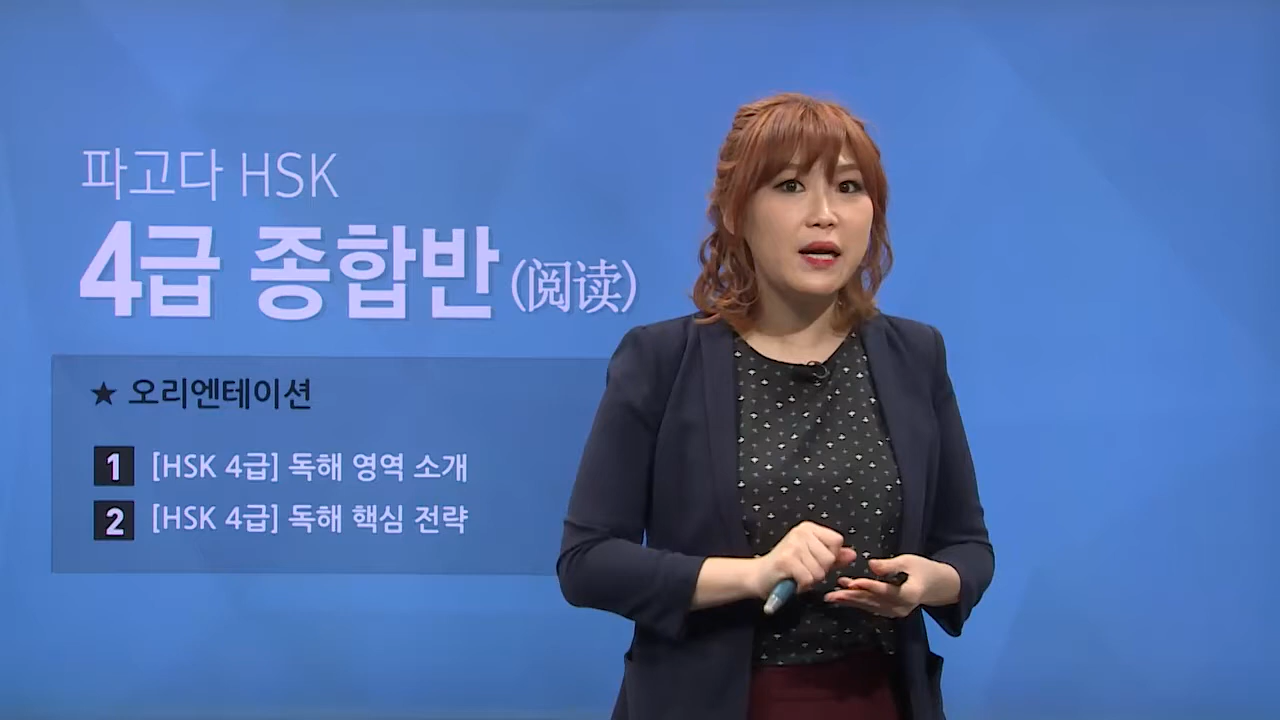 파고다 HSK
4급 종합반 (阅读)
★ 오리엔테이션
1 [HSK 4급] 독해 영역 소개
2 [HSK 4급] 독해 핵심 전략